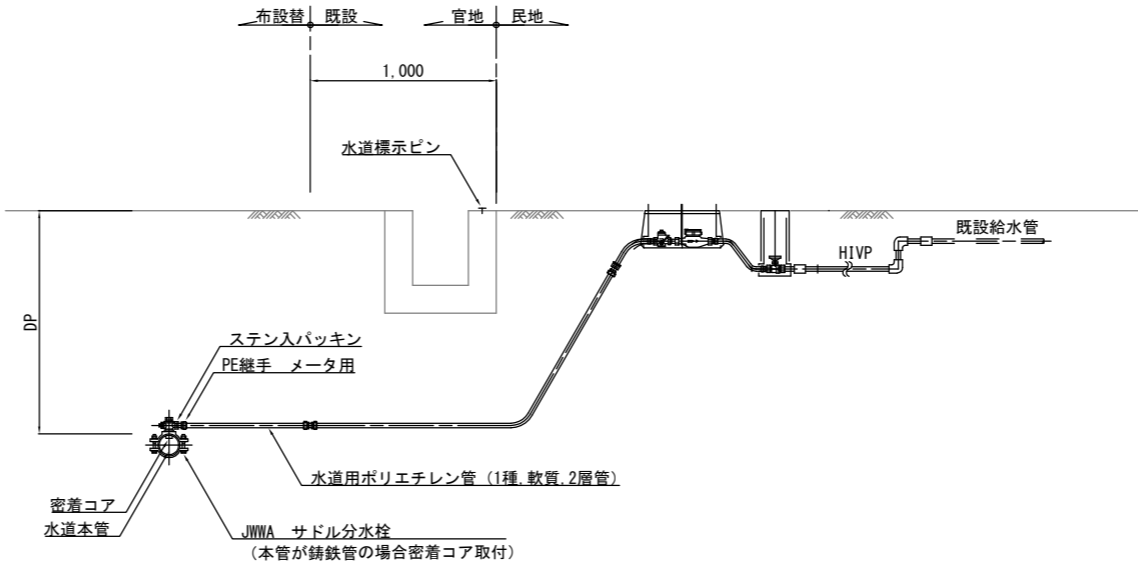 布設替 既設 官地 民地
1,000
水道標示ピン
既設給水管
HIVP
DP
ステン入パッキン
PE継手 メータ用
水道用ポリエチレン管(1種,軟質,2層管)
密着コア
水道本管
JWWA サドル分水栓
(本管が鋳鉄管の場合密着コア取付)